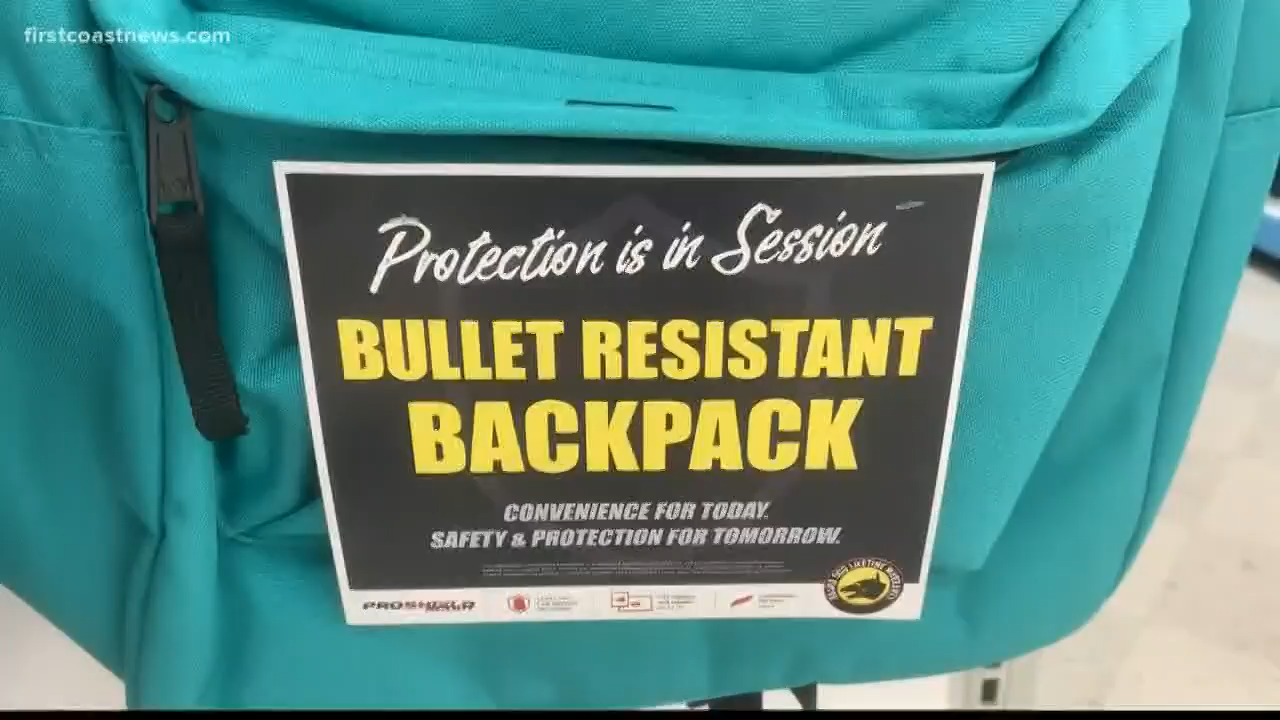 firstcoastnews.com
Protection is in Session
BULLET RESISTANT
BACKPACK
CONVENIENCE FOR TODAY.
SAFETY & PROTECTION FOR TOMORROW.
PROSHIELD